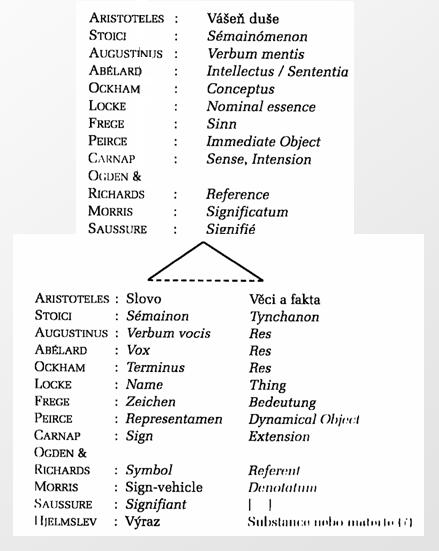 ARISTOTELES : Vášeň duše
STOICI : Sémainómenon
AUGUSTINUS : Verbum mentis
ABÉLARD : Intellectus / Sententia
OCKHAM : Conceptus
LOCKE : Nominal essence
FREGE : Sinn
PEIRCE : Immediate Object
CARNAP : Sense, Intension
OGDEN &
RICHARDS : Reference
MORRIS : Significatum
SAUSSURE : Signifié
ARISTOTELES : Slovo Věci a fakta
STOICI : Sémainon Tynchanon
AUGUSTINUS : Verbum vocis Res
ABÉLARD : Vox Res
OCKHAM : Terminus Res
LOCKE : Name Thing
FREGE : Zeichen Bedeutung
PEIRCE : Representamen Dynamical Object
CARNAP : Sign Extension
OGDEN &
RICHARDS : Symbol Referent
MORRIS : Sign-vehicle Denotatum
SAUSSURE : Signifiant [ ]
HJELMSLEV : Výraz Substance nebo materie (?)